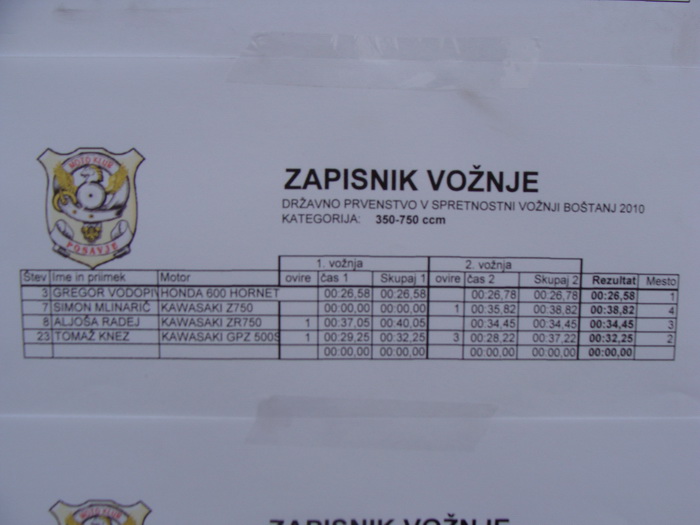 MOTO KLUB
POSAVJE
ZAPISNIK VOŽNJE
DRŽAVNO PRVENSTVO V SPRETNOSTNI VOŽNJI BOŠTANJ 2010
KATEGORIJA: 350-750 ccm
1. vožnja 2. vožnja
Štev Ime in priimek Motor ovire čas 1 Skupaj 1 ovire čas 2 Skupaj 2 Rezultat Mesto
3 GREGOR VODOPIV HONDA 600 HORNET 00:26,58 00:26,58 00:26,78 00:26,78 00:26,58 1
7 SIMON MLINARIČ KAWASAKI Z750 00:00,00 00:00,00 1 00:35,82 00:38,82 00:38,82 4
8 ALJOŠA RADEJ KAWASAKI ZR750 1 00:37,05 00:40,05 00:34,45 00:34,45 00:34,45 3
23 TOMAŽ KNEZ KAWASAKI GPZ 500S 1 00:29,25 00:32,25 3 00:28,22 00:37,22 00:32,25 2
00:00,00 00:00,00 00:00,00 00:00,00 00:00,00
MOTO KLUB
ZAPISNIK VOŽNJE